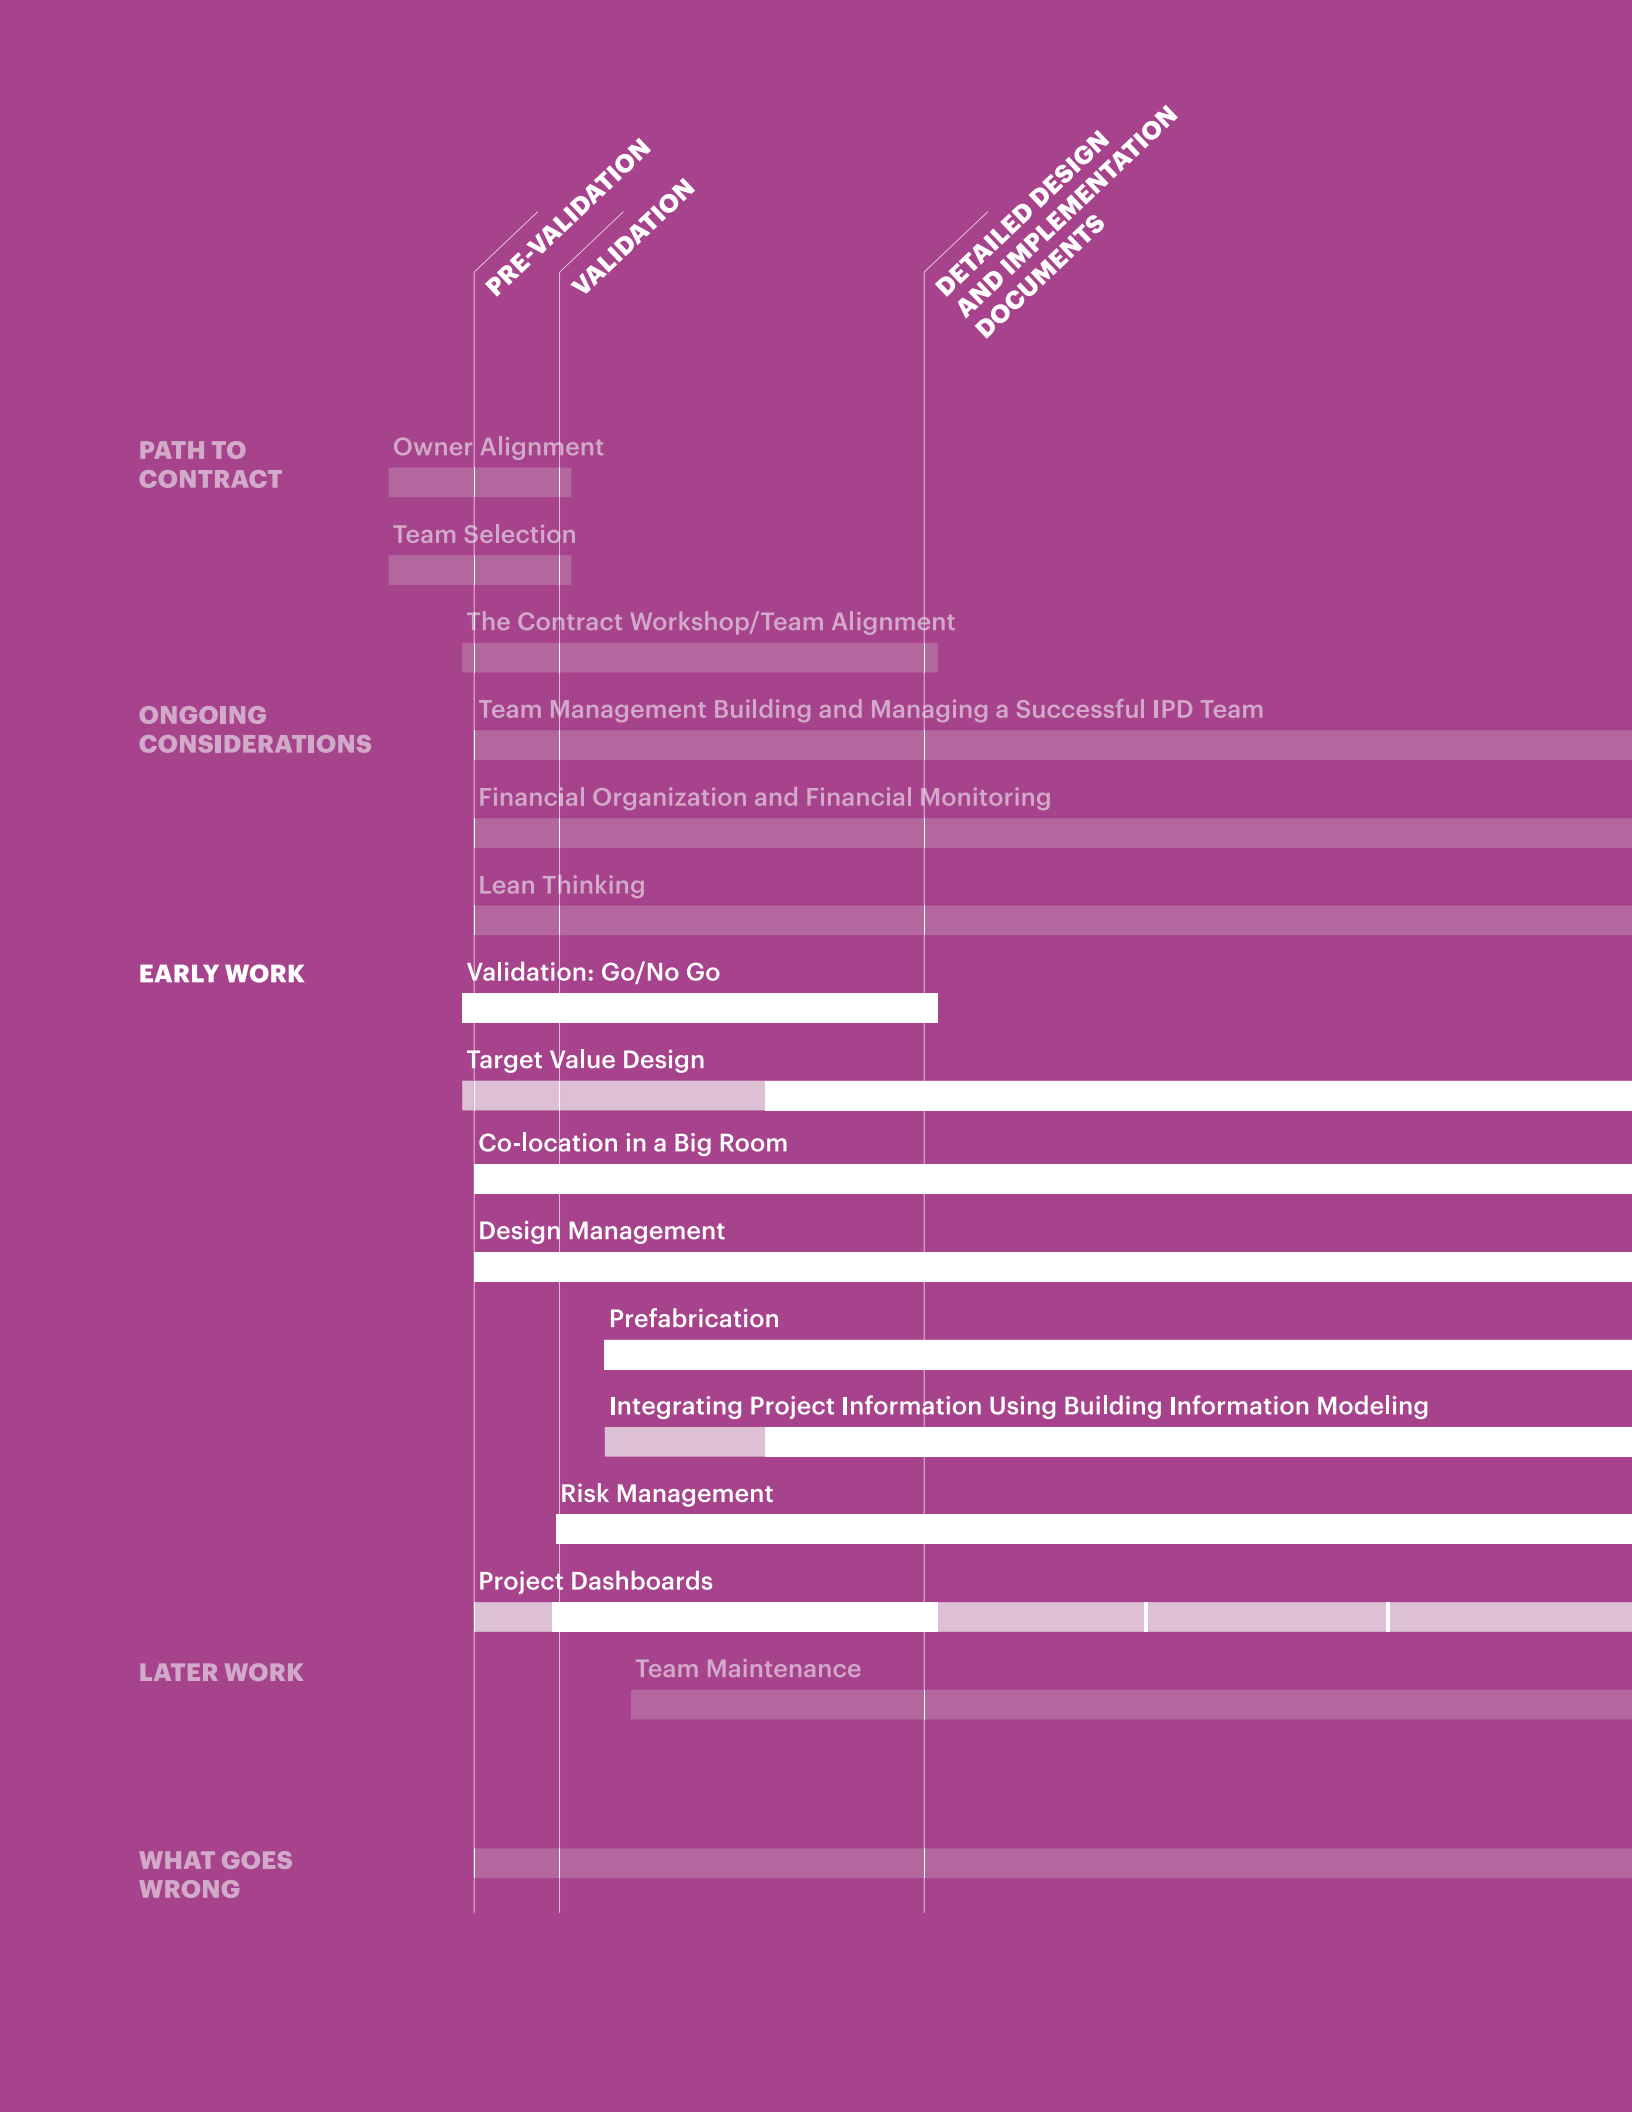 PRE-VALIDATION
VALIDATION
DETAILED DESIGN
AND IMPLEMENTATION
DOCUMENTS
PATH TO
CONTRACT
Owner Alignment
Team Selection
The Contract Workshop/Team Alignment
ONGOING
CONSIDERATIONS
Team Management Building and Managing a Successful IPD Team
Financial Organization and Financial Monitoring
Lean Thinking
EARLY WORK
Validation: Go/No Go
Target Value Design
Co-location in a Big Room
Design Management
Prefabrication
Integrating Project Information Using Building Information Modeling
Risk Management
Project Dashboards
LATER WORK
Team Maintenance
WHAT GOES
WRONG